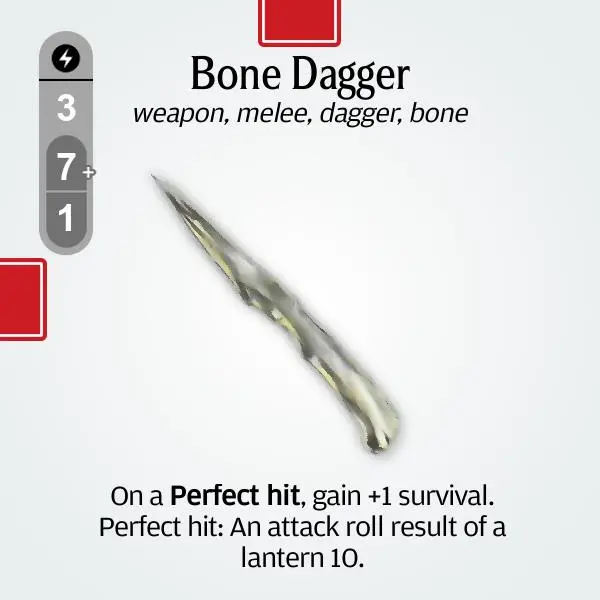 Bone Dagger
weapon, melee, dagger, bone
3
7+
1
On a Perfect hit, gain +1 survival.
Perfect hit: An attack roll result of a
lantern 10.